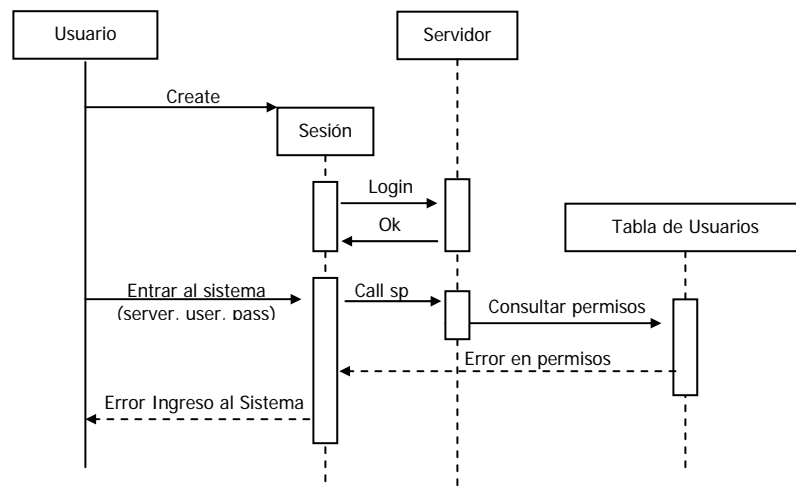 Usuario
Servidor
Create
Sesión
Login
Ok
Tabla de Usuarios
Entrar al sistema
(server, user, pass)
Call sp
Consultar permisos
Error en permisos
Error Ingreso al Sistema